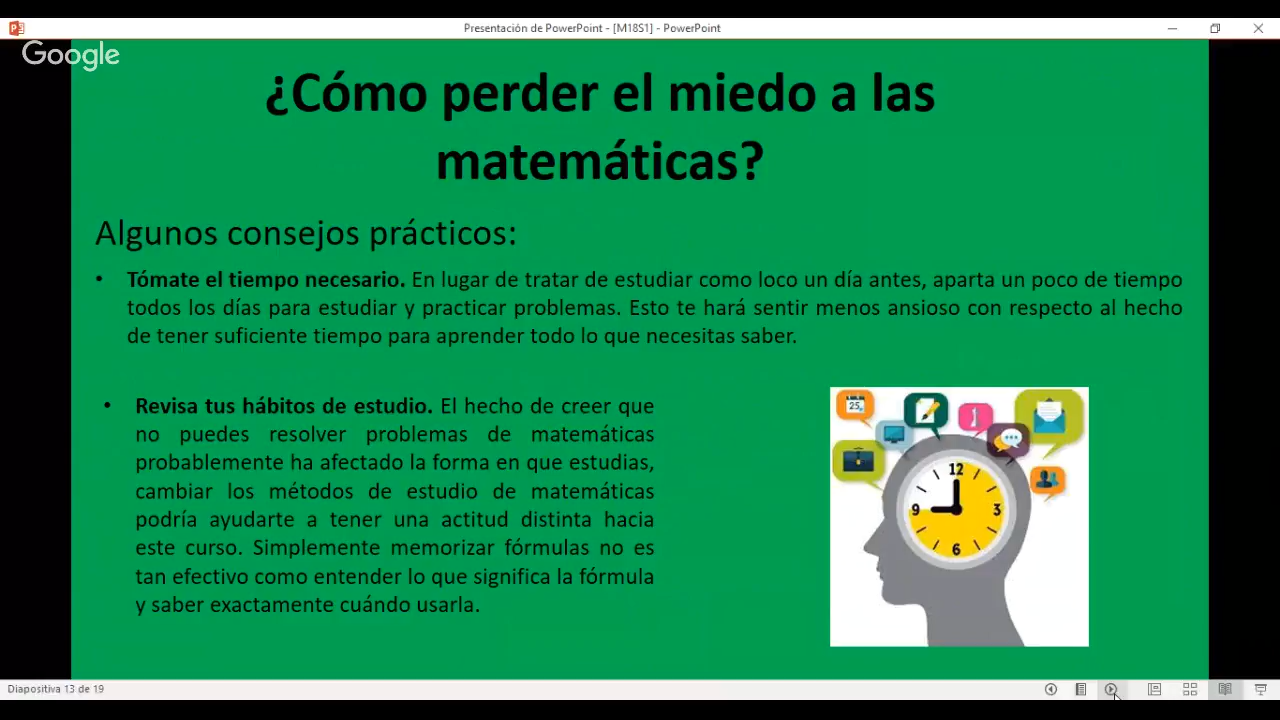 Presentación de PowerPoint - [M18S1] - PowerPoint
Google
¿Cómo perder el miedo a las
matemáticas?
Algunos consejos prácticos:
• Tómate el tiempo necesario. En lugar de tratar de estudiar como loco un día antes, aparta un poco de tiempo
todos los días para estudiar y practicar problemas. Esto te hará sentir menos ansioso con respecto al hecho
de tener suficiente tiempo para aprender todo lo que necesitas saber.
• Revisa tus hábitos de estudio. El hecho de creer que
no puedes resolver problemas de matemáticas
probablemente ha afectado la forma en que estudias,
cambiar los métodos de estudio de matemáticas
podría ayudarte a tener una actitud distinta hacia
este curso. Simplemente memorizar fórmulas no es
tan efectivo como entender lo que significa la fórmula
y saber exactamente cuándo usarla.
25
12
9
3
6
Diapositiva 13 de 19